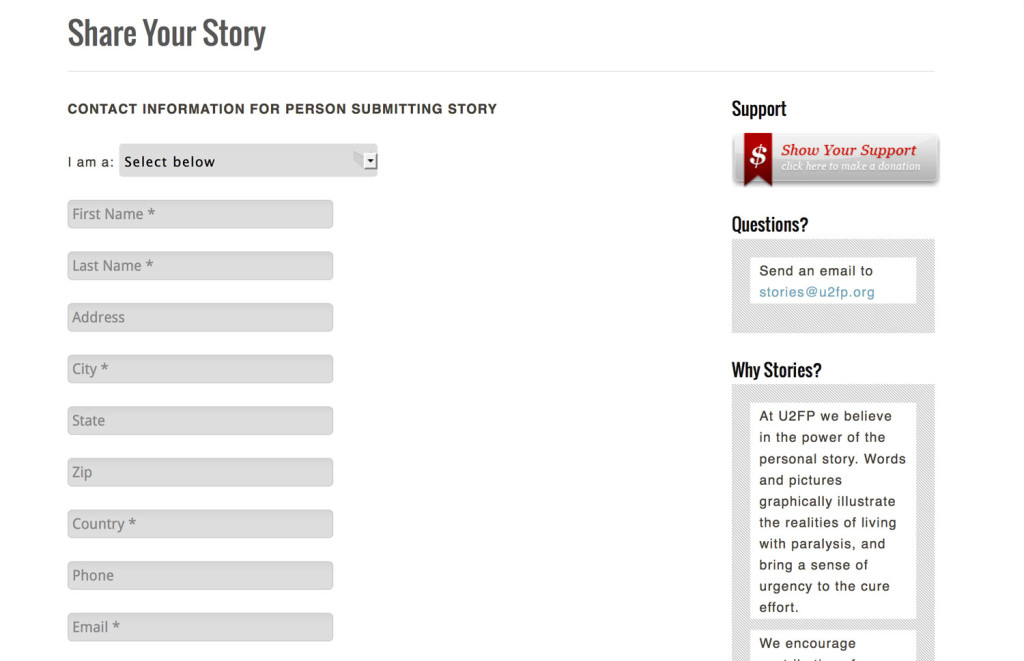 Share Your Story
CONTACT INFORMATION FOR PERSON SUBMITTING STORY
I am a: Select below
First Name *
Last Name *
Address
City *
State
Zip
Country *
Phone
Email *
Support
$ Show Your Support
click here to make a donation
Questions?
Send an email to
stories@u2fp.org
Why Stories?
At U2FP we believe
in the power of the
personal story. Words
and pictures
graphically illustrate
the realities of living
with paralysis, and
bring a sense of
urgency to the cure
effort.
We encourage